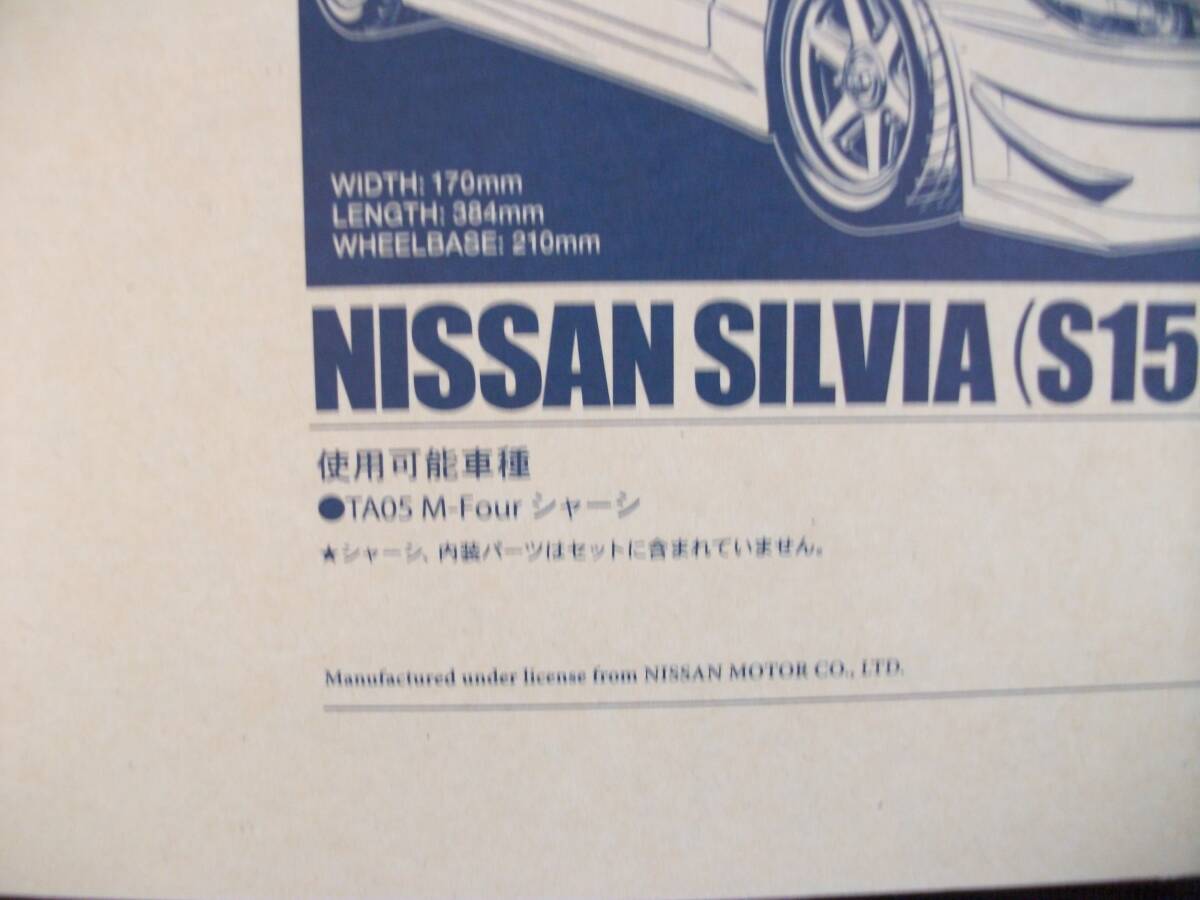 WIDTH: 170mm
LENGTH: 384mm
WHEELBASE: 210mm
NISSAN SILVIA (S15
使用可能車種
●TA05 M-Four シャーシ
★シャーシ、内装パーツはセットに含まれていません。
Manufactured under license from NISSAN MOTOR CO., LTD.